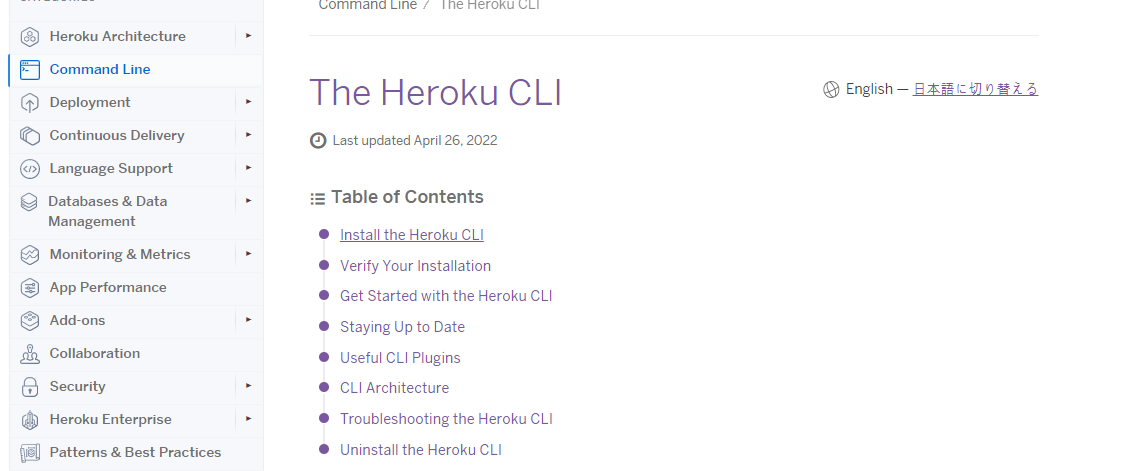 Command Line / The Heroku CLI
Heroku Architecture
Command Line
Deployment
Continuous Delivery
Language Support
Databases & Data
Management
Monitoring & Metrics
App Performance
Add-ons
Collaboration
Security
Heroku Enterprise
Patterns & Best Practices
The Heroku CLI
English — 日本語に切り替える
Last updated April 26, 2022
Table of Contents
Install the Heroku CLI
Verify Your Installation
Get Started with the Heroku CLI
Staying Up to Date
Useful CLI Plugins
CLI Architecture
Troubleshooting the Heroku CLI
Uninstall the Heroku CLI